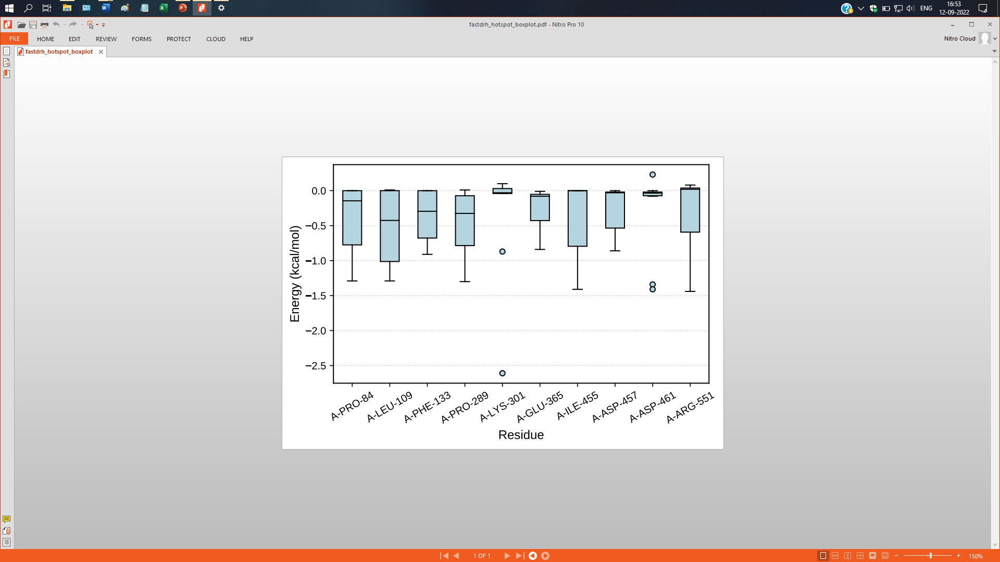 ENG
16:53
12-09-2022
fastdrh_hotspot_boxplot.pdf - Nitro Pro 10
FILE HOME EDIT REVIEW FORMS PROTECT CLOUD HELP
Nitro Cloud
fastdrh_hotspot_boxplot
0.0
−0.5
−1.0
−1.5
−2.0
−2.5
Energy (kcal/mol)
A-PRO-84 A-LEU-109 A-PHE-133 A-PRO-289 A-LYS-301 A-GLU-365 A-ILE-455 A-ASP-457 A-ASP-461 A-ARG-551
Residue
1 OF 1
150%